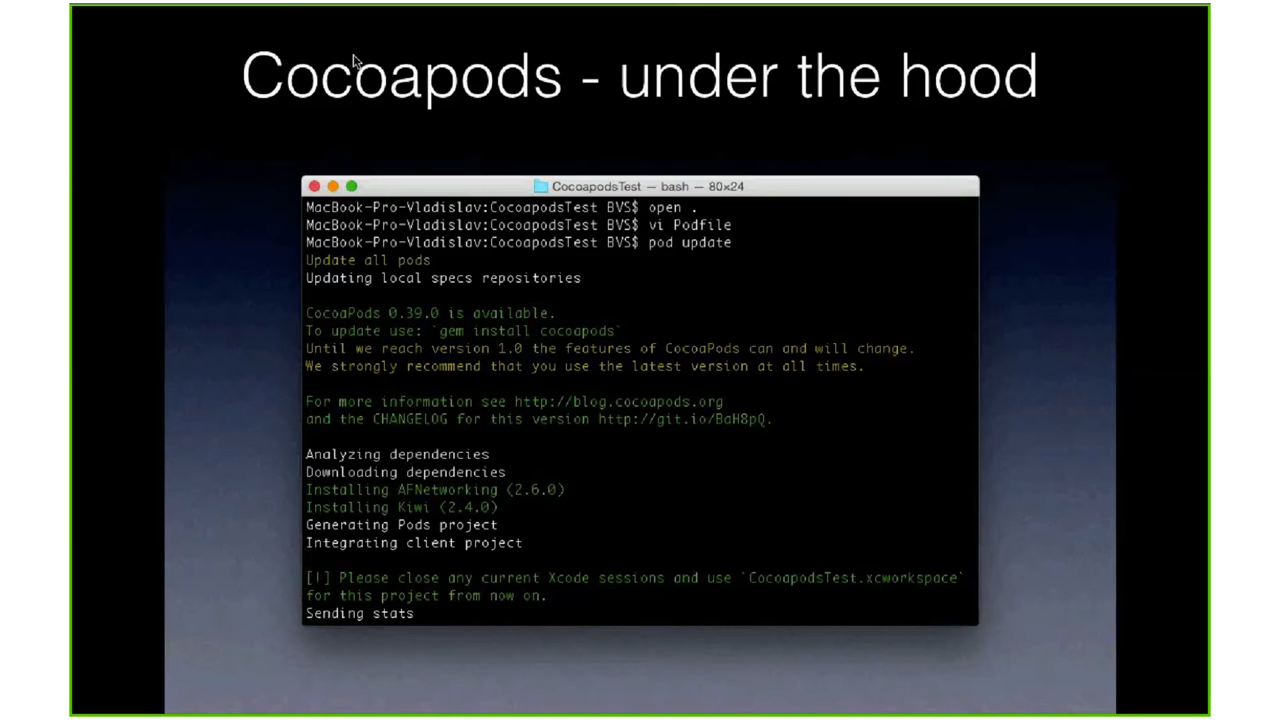 Cocoapods - under the hood
CocoapodsTest — bash — 80×24
MacBook-Pro-Vladislav:CocoapodsTest BVS$ open .
MacBook-Pro-Vladislav:CocoapodsTest BVS$ vi Podfile
MacBook-Pro-Vladislav:CocoapodsTest BVS$ pod update
Update all pods
Updating local specs repositories
CocoaPods 0.39.0 is available.
To update use: `gem install cocoapods`
Until we reach version 1.0 the features of CocoaPods can and will change.
We strongly recommend that you use the latest version at all times.
For more information see http://blog.cocoapods.org
and the CHANGELOG for this version http://git.io/BaH8pQ.
Analyzing dependencies
Downloading dependencies
Installing AFNetworking (2.6.0)
Installing Kiwi (2.4.0)
Generating Pods project
Integrating client project
[!] Please close any current Xcode sessions and use `CocoapodsTest.xcworkspace`
for this project from now on.
Sending stats